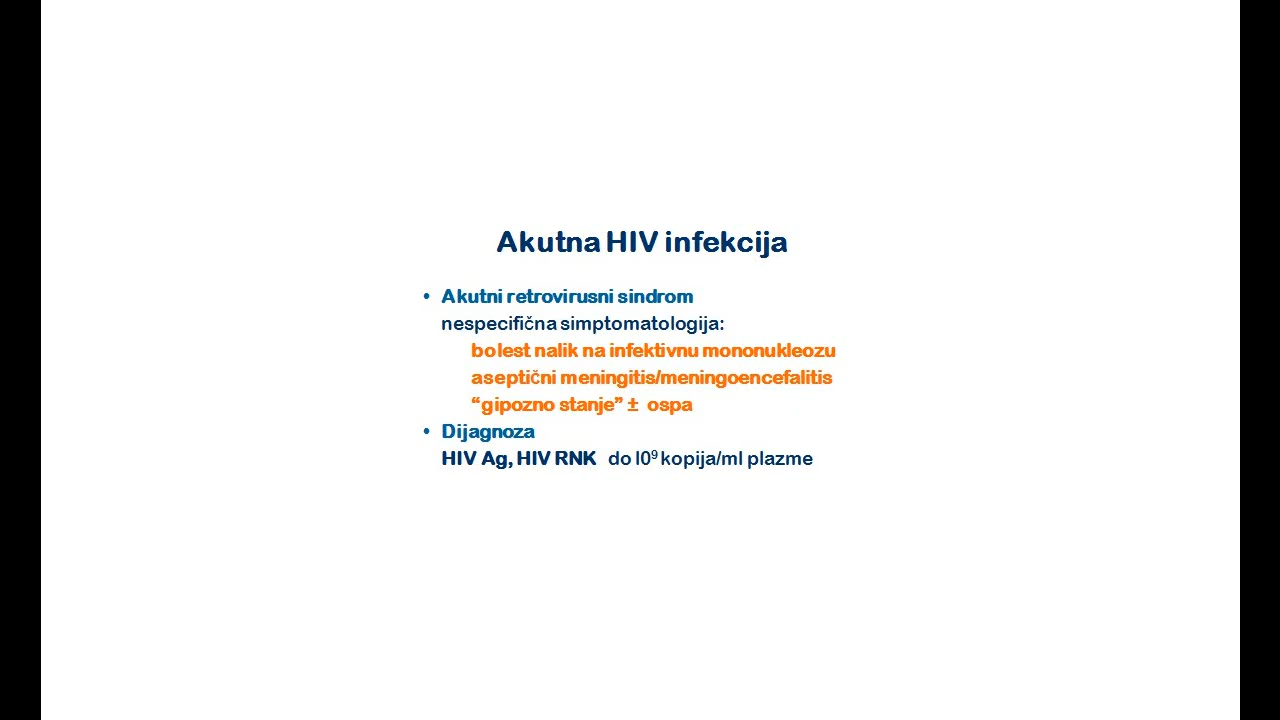 Akutna HIV infekcija
• Akutni retrovirusni sindrom
nespecifična simptomatologija:
bolest nalik na infektivnu mononukleozu
aseptični meningitis/meningoencefalitis
“gipozno stanje” ± ospa
• Dijagnoza
HIV Ag, HIV RNK do l0⁹ kopija/ml plazme